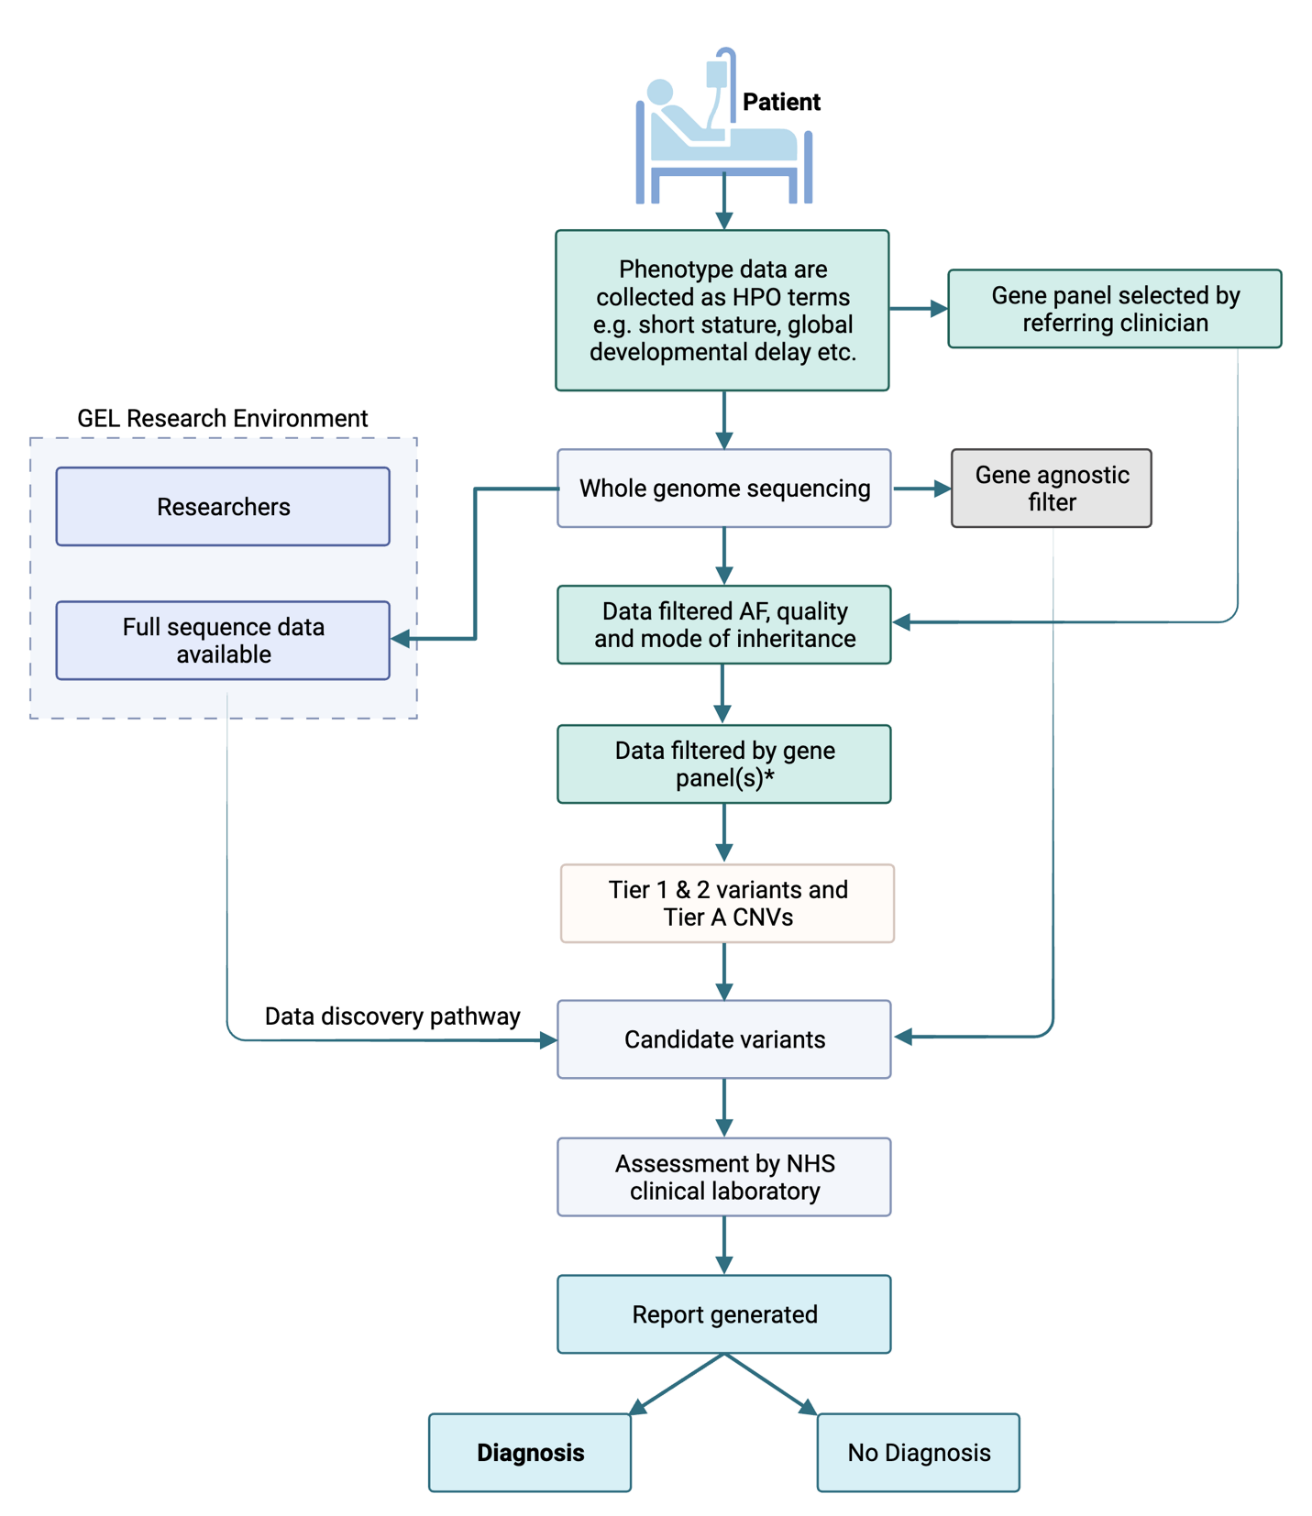 Patient
Phenotype data are
collected as HPO terms
e.g. short stature, global
developmental delay etc.
Gene panel selected by
referring clinician
GEL Research Environment
Researchers
Full sequence data
available
Whole genome sequencing
Gene agnostic
filter
Data filtered AF, quality
and mode of inheritance
Data filtered by gene
panel(s)*
Tier 1 & 2 variants and
Tier A CNVs
Data discovery pathway
Candidate variants
Assessment by NHS
clinical laboratory
Report generated
Diagnosis
No Diagnosis